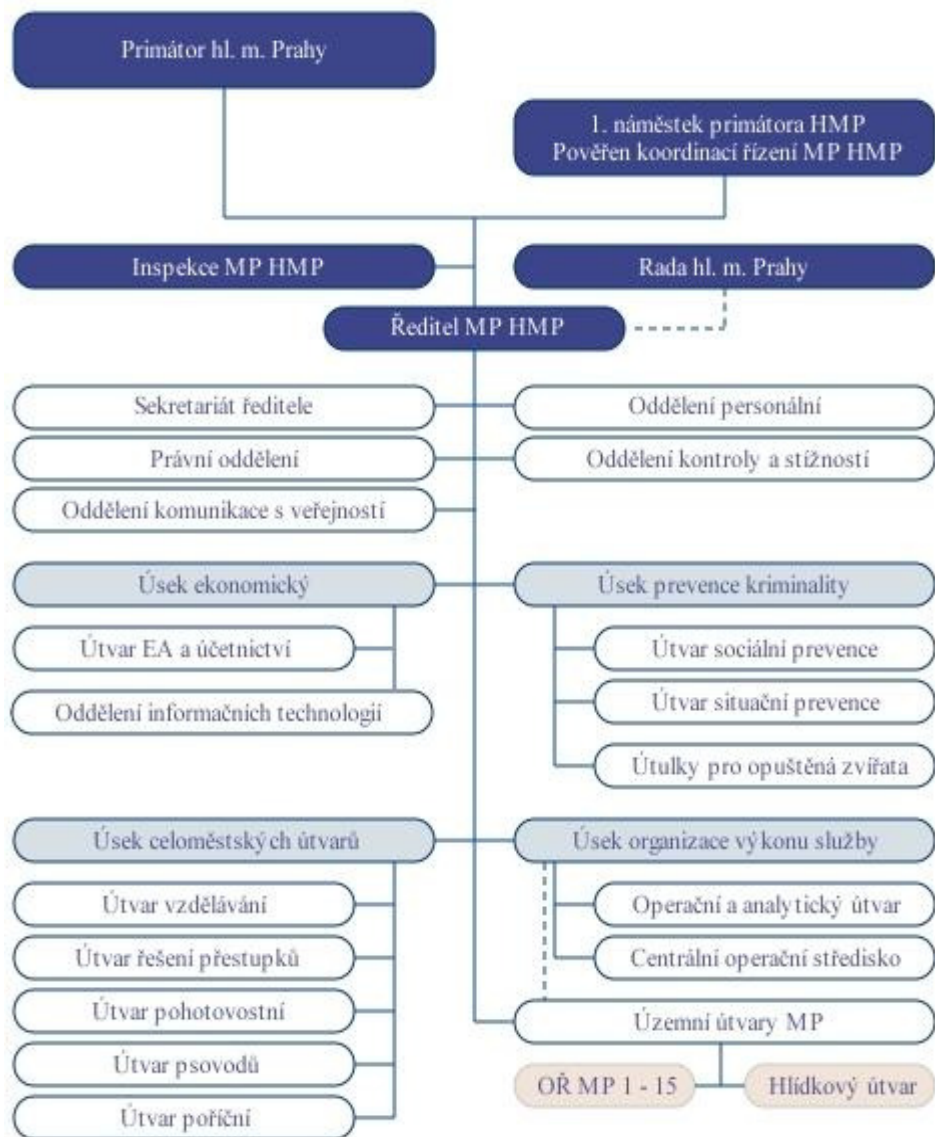 Primátor hl. m. Prahy
1. náměstek primátora HMP
Pověřen koordinací řízení MP HMP
Inspekce MP HMP
Rada hl. m. Prahy
Ředitel MP HMP
Sekretariát ředitele
Oddělení personální
Právní oddělení
Oddělení kontroly a stížností
Oddělení komunikace s veřejností
Úsek ekonomický
Úsek prevence kriminality
Útvar EA a účetnictví
Útvar sociální prevence
Oddělení informačních technologií
Útvar situační prevence
Útulky pro opuštěná zvířata
Úsek celoměstských útvarů
Úsek organizace výkonu služby
Útvar vzdělávání
Operační a analytický útvar
Útvar řešení přestupků
Centrální operační středisko
Útvar pohotovostní
Územní útvary MP
Útvar psovodů
OŘ MP 1 - 15
Hlídkový útvar
Útvar poříční